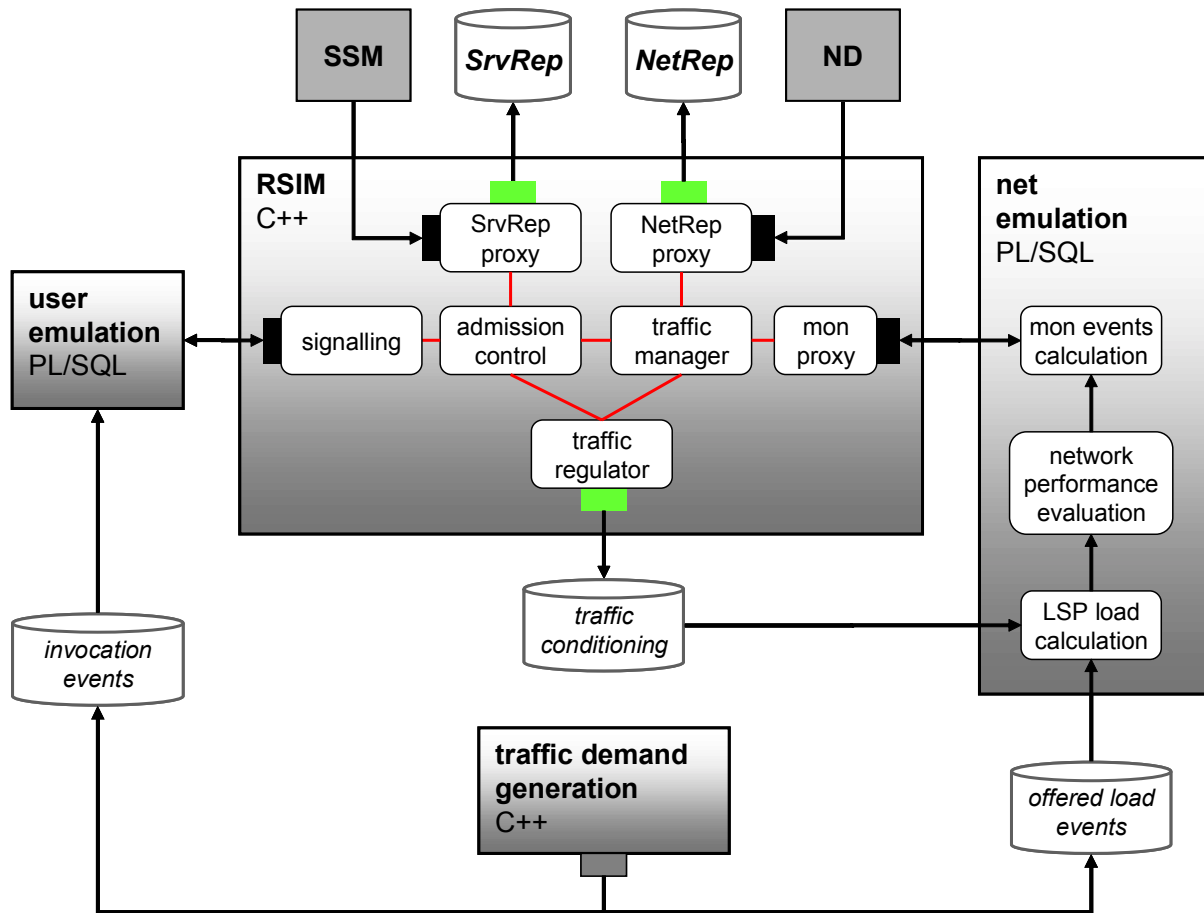 SSM
SrvRep
NetRep
ND
RSIM
C++
SrvRep
proxy
NetRep
proxy
net
emulation
PL/SQL
user
emulation
PL/SQL
signalling
admission
control
traffic
manager
mon
proxy
mon events
calculation
traffic
regulator
network
performance
evaluation
traffic
conditioning
LSP load
calculation
invocation
events
traffic demand
generation
C++
offered load
events